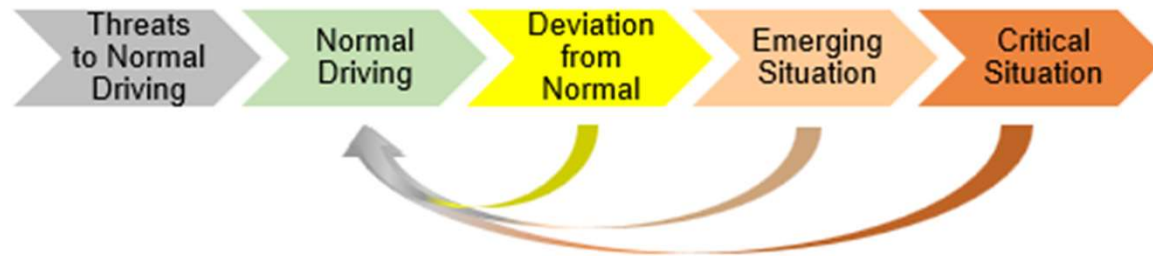 Threats
to Normal
Driving
Normal
Driving
Deviation
from
Normal
Emerging
Situation
Critical
Situation